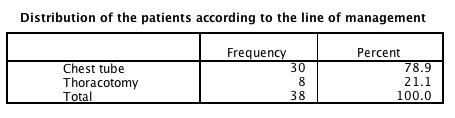 Distribution of the patients according to the line of management
Frequency Percent
Chest tube 30 78.9
Thoracotomy 8 21.1
Total 38 100.0